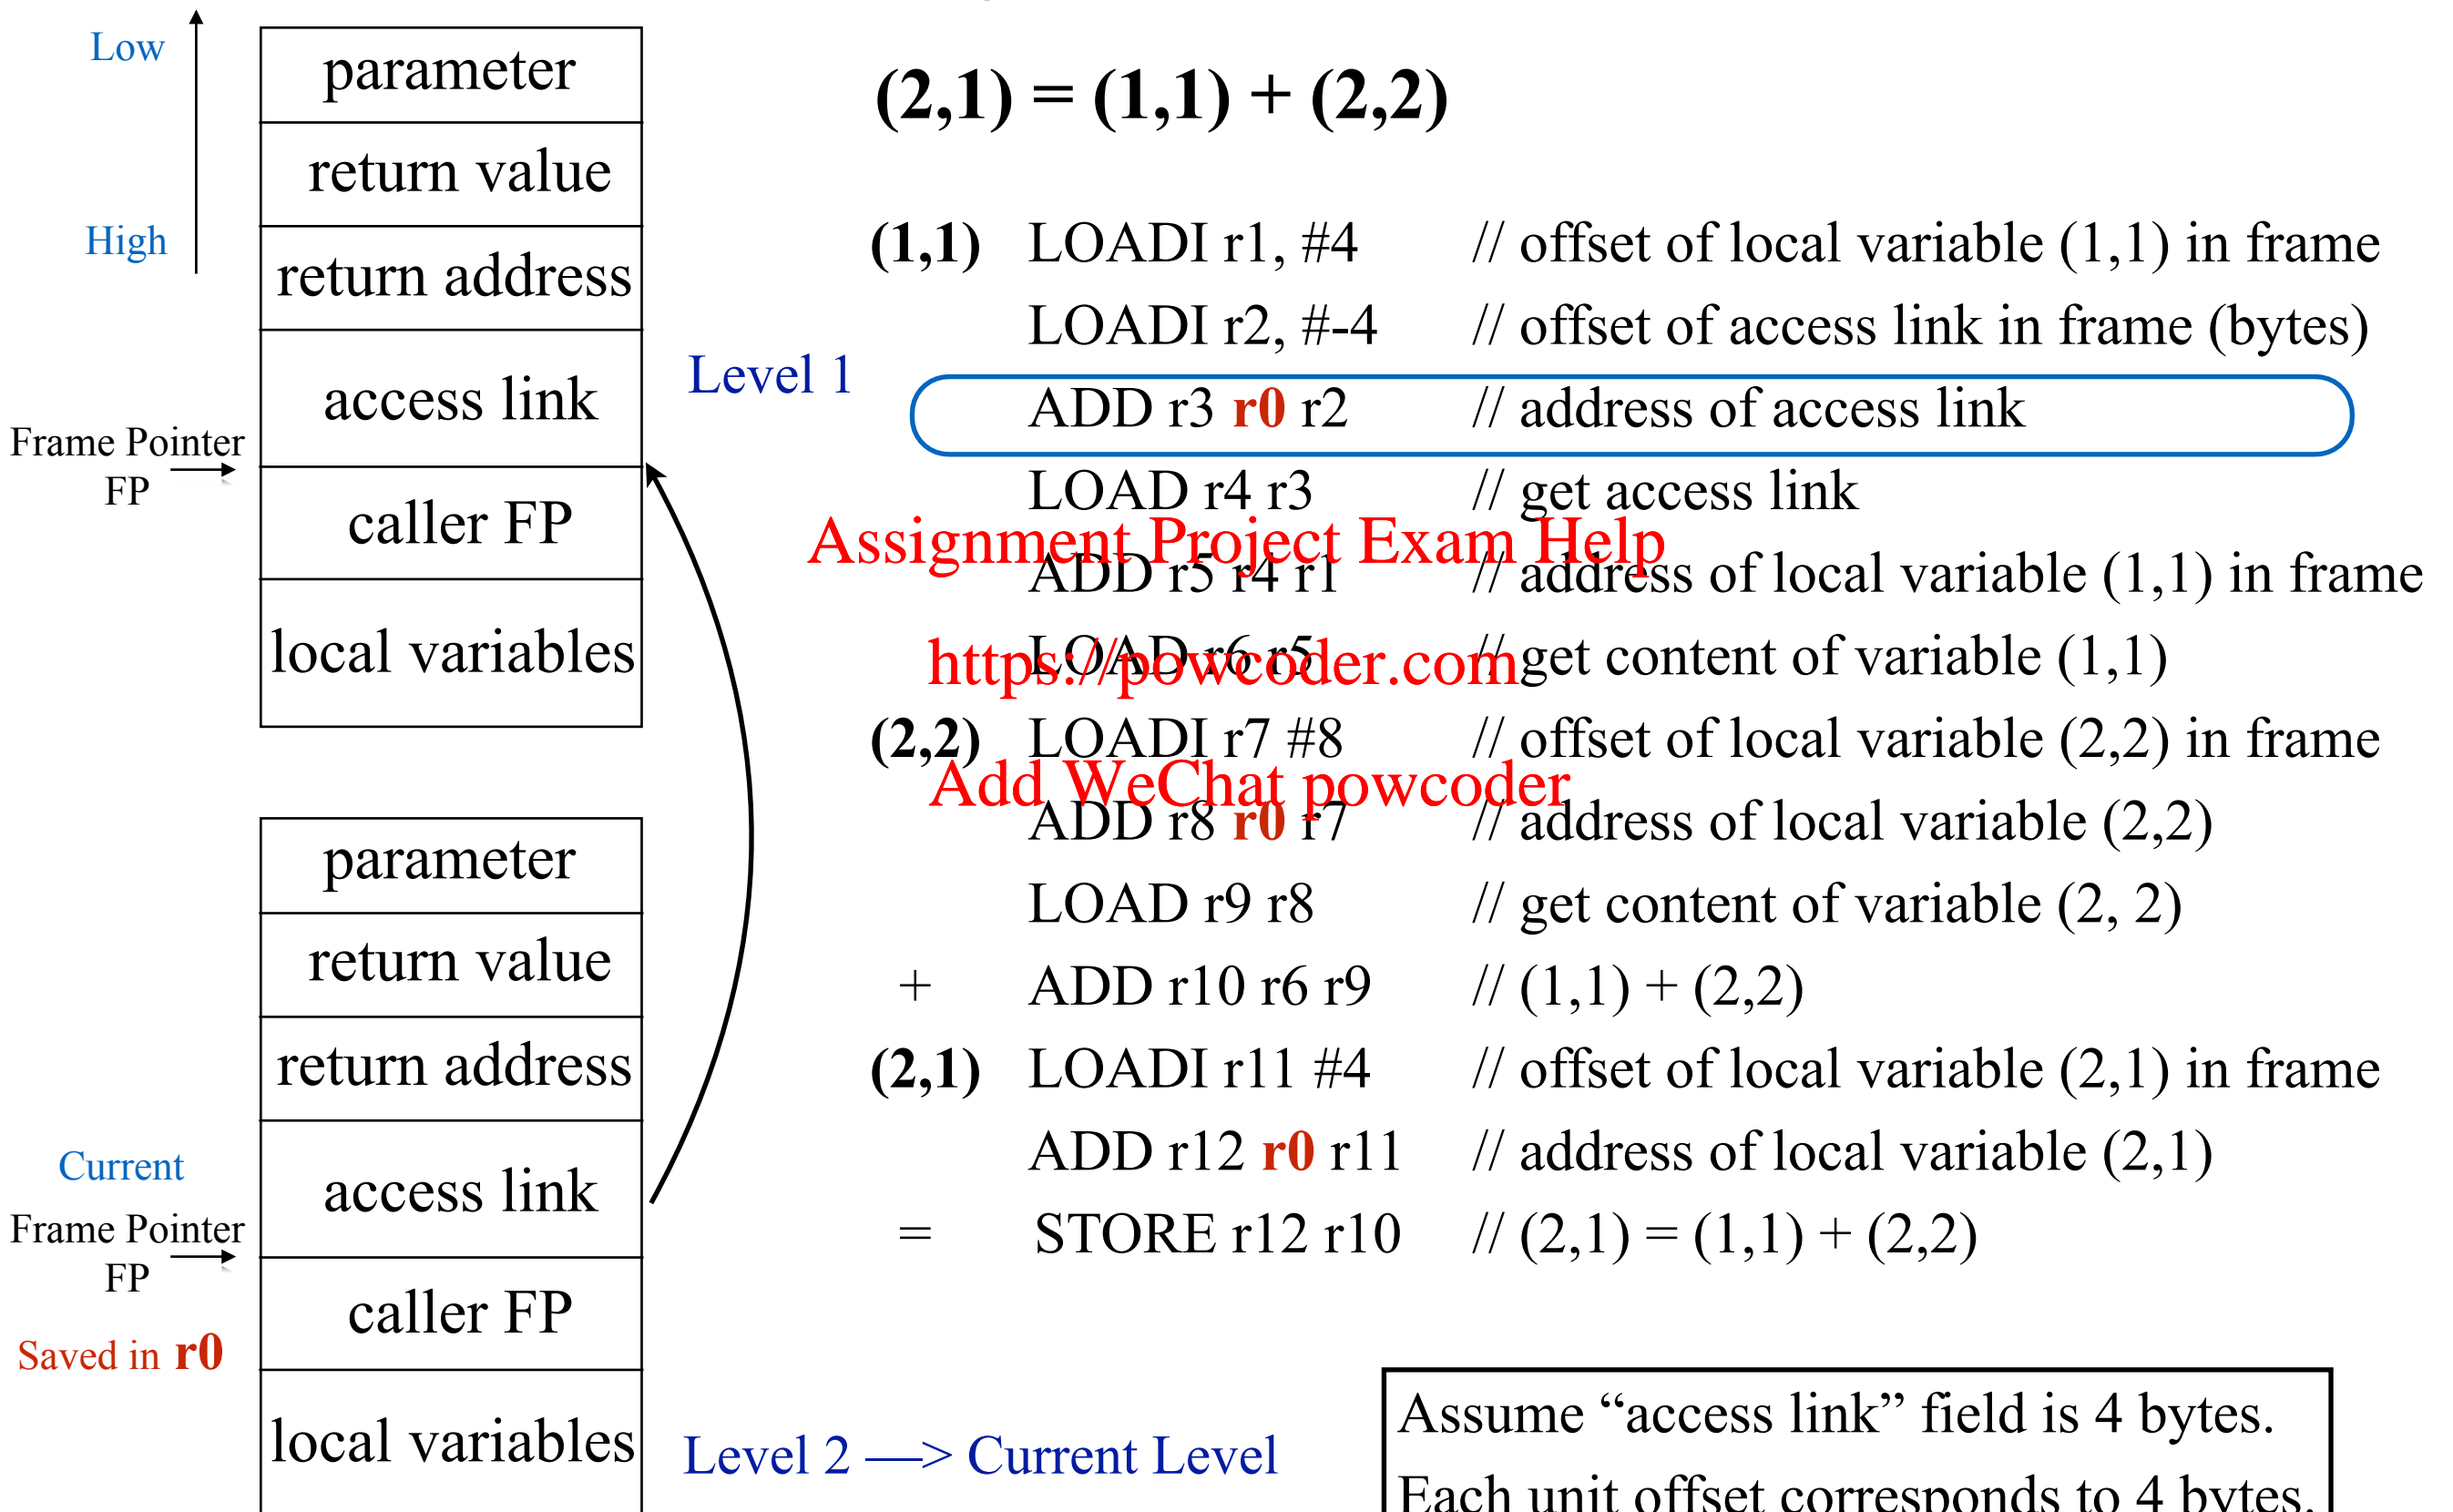 Low
High
parameter
return value
return address
access link
caller FP
local variables
Frame Pointer
FP
Level 1
parameter
return value
return address
access link
caller FP
local variables
Current
Frame Pointer
FP
Saved in r0
Level 2 —> Current Level
(2,1) = (1,1) + (2,2)
(1,1) LOADI r1, #4 // offset of local variable (1,1) in frame
LOADI r2, #-4 // offset of access link in frame (bytes)
ADD r3 r0 r2 // address of access link
LOAD r4 r3 // get access link
Assignment Project Exam Help
ADD r5 r4 r1 // address of local variable (1,1) in frame
LOAD r6 r5 // get content of variable (1,1)
https://powcoder.com
(2,2) LOADI r7 #8 // offset of local variable (2,2) in frame
Add WeChat powcoder
ADD r8 r0 r7 // address of local variable (2,2)
LOAD r9 r8 // get content of variable (2, 2)
+ ADD r10 r6 r9 // (1,1) + (2,2)
(2,1) LOADI r11 #4 // offset of local variable (2,1) in frame
ADD r12 r0 r11 // address of local variable (2,1)
= STORE r12 r10 // (2,1) = (1,1) + (2,2)
Assume “access link” field is 4 bytes.
Each unit offset corresponds to 4 bytes.